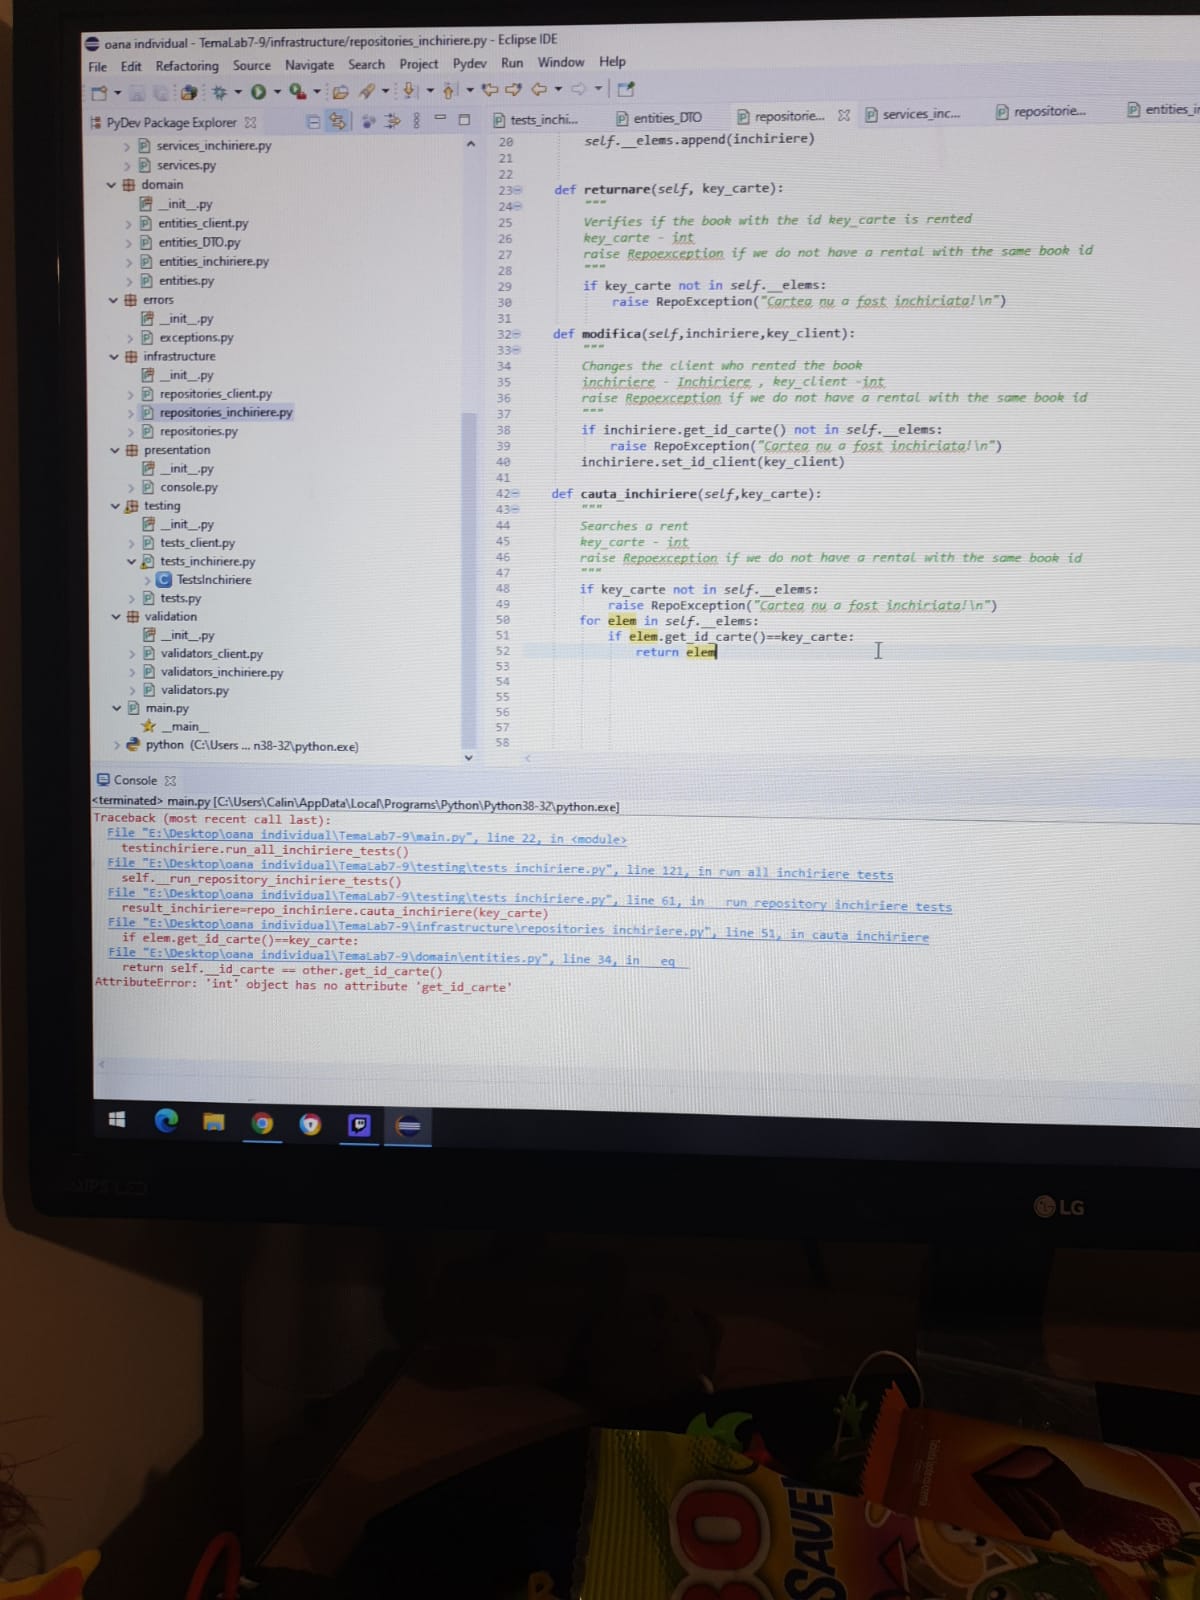 oana individual - TemaLab7-9/infrastructure/repositories_inchiriere.py - Eclipse IDE
File Edit Refactoring Source Navigate Search Project Pydev Run Window Help
PyDev Package Explorer
services_inchiriere.py
services.py
domain
__init__.py
entities_client.py
entities_DTO.py
entities_inchiriere.py
entities.py
errors
__init__.py
exceptions.py
infrastructure
__init__.py
repositories_client.py
repositories_inchiriere.py
repositories.py
presentation
__init__.py
console.py
testing
__init__.py
tests_client.py
tests_inchiriere.py
TestsInchiriere
tests.py
validation
__init__.py
validators_client.py
validators_inchiriere.py
validators.py
main.py
__main__
python (C:\Users ... n38-32\python.exe)
tests_inchi... entities_DTO repositorie... services_inc... repositorie... entities_in
20 self.__elems.append(inchiriere)
21
22
23 def returnare(self, key_carte):
24 """
25 Verifies if the book with the id key_carte is rented
26 key_carte - int
27 raise Repoexception if we do not have a rental with the same book id
28 """
29 if key_carte not in self.__elems:
30 raise RepoException("Cartea nu a fost inchiriata!\n")
31
32 def modifica(self,inchiriere,key_client):
33 """
34 Changes the client who rented the book
35 inchiriere - Inchiriere , key_client -int
36 raise Repoexception if we do not have a rental with the same book id
37 """
38 if inchiriere.get_id_carte() not in self.__elems:
39 raise RepoException("Cartea nu a fost inchiriata!\n")
40 inchiriere.set_id_client(key_client)
41
42 def cauta_inchiriere(self,key_carte):
43 """
44 Searches a rent
45 key_carte - int
46 raise Repoexception if we do not have a rental with the same book id
47 """
48 if key_carte not in self.__elems:
49 raise RepoException("Cartea nu a fost inchiriata!\n")
50 for elem in self.__elems:
51 if elem.get_id_carte()==key_carte:
52 return elem
53
54
55
56
57
58
Console
<terminated> main.py [C:\Users\Calin\AppData\Local\Programs\Python\Python38-32\python.exe]
Traceback (most recent call last):
File "E:\Desktop\oana individual\TemaLab7-9\main.py", line 22, in <module>
testinchiriere.run_all_inchiriere_tests()
File "E:\Desktop\oana individual\TemaLab7-9\testing\tests_inchiriere.py", line 121, in run_all_inchiriere_tests
self.__run_repository_inchiriere_tests()
File "E:\Desktop\oana individual\TemaLab7-9\testing\tests_inchiriere.py", line 61, in __run_repository_inchiriere_tests
result_inchiriere=repo_inchiriere.cauta_inchiriere(key_carte)
File "E:\Desktop\oana individual\TemaLab7-9\infrastructure\repositories_inchiriere.py", line 51, in cauta_inchiriere
if elem.get_id_carte()==key_carte:
File "E:\Desktop\oana individual\TemaLab7-9\domain\entities.py", line 34, in __eq__
return self.__id_carte == other.get_id_carte()
AttributeError: 'int' object has no attribute 'get_id_carte'
LG
SAVE